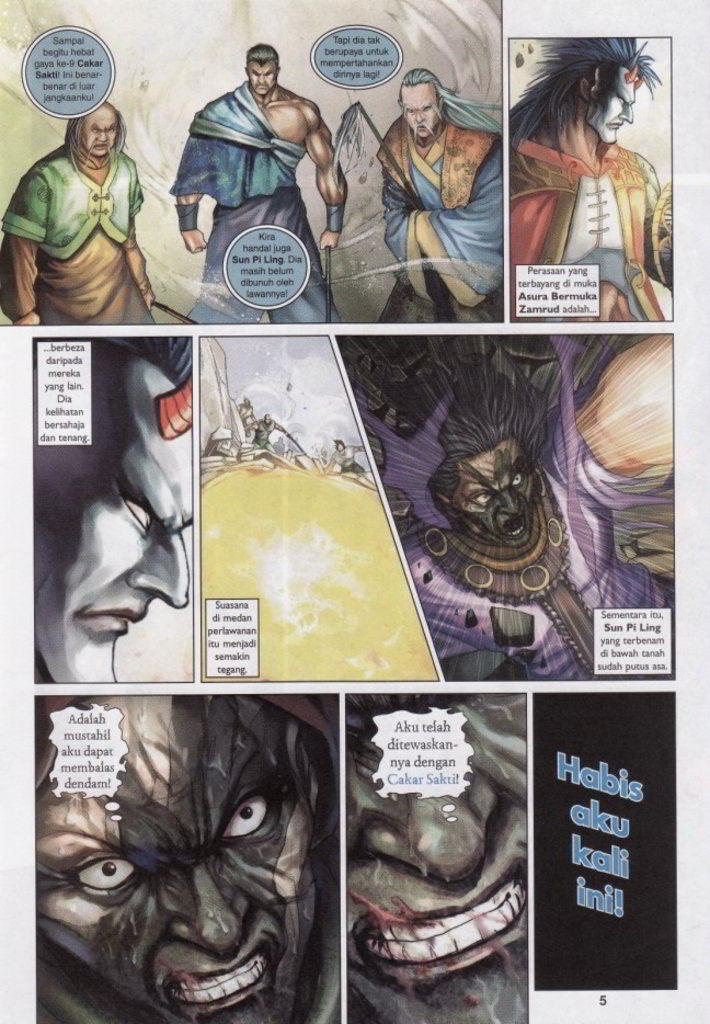 Sampai
begitu hebat
gaya ke-9 Cakar
Sakti! Ini benar-
benar di luar
jangkaanku!
Tapi dia tak
berupaya untuk
mempertahankan
dirinya lagi!
Kira
handal juga
Sun Pi Ling. Dia
masih belum
dibunuh oleh
lawannya!
Perasaan yang
terbayang di muka
Asura Bermuka
Zamrud adalah...
...berbeza
daripada
mereka
yang lain.
Dia
kelihatan
bersahaja
dan tenang.
Suasana
di medan
perlawanan
itu menjadi
semakin
tegang.
Sementara itu,
Sun Pi Ling
yang terbenam
di bawah tanah
sudah putus asa.
Adalah
mustahil
aku dapat
membalas
dendam!
Aku telah
ditewaskan-
nya dengan
Cakar Sakti!
Habis
aku
kali
ini!
5